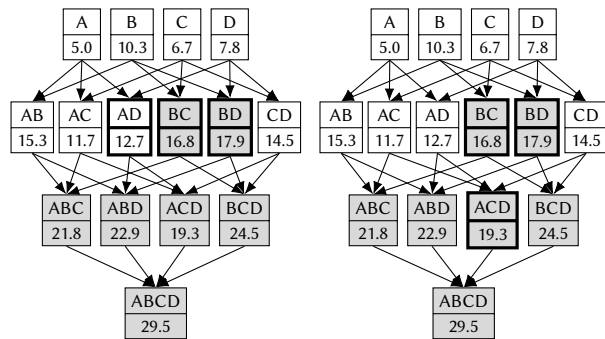 A B C D A B C D
5.0 10.3 6.7 7.8 5.0 10.3 6.7 7.8
AB AC AD BC BD CD AB AC AD BC BD CD
15.3 11.7 12.7 16.8 17.9 14.5 15.3 11.7 12.7 16.8 17.9 14.5
ABC ABD ACD BCD ABC ABD ACD BCD
21.8 22.9 19.3 24.5 21.8 22.9 19.3 24.5
ABCD ABCD
29.5 29.5